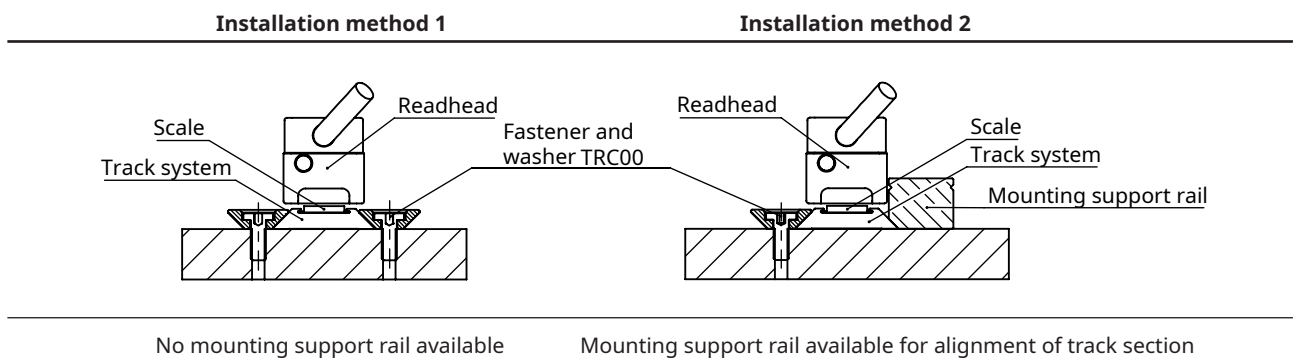 Installation method 1
Installation method 2
Readhead
Scale
Track system
Fastener and
washer TRC00
Readhead
Scale
Track system
Mounting support rail
No mounting support rail available
Mounting support rail available for alignment of track section